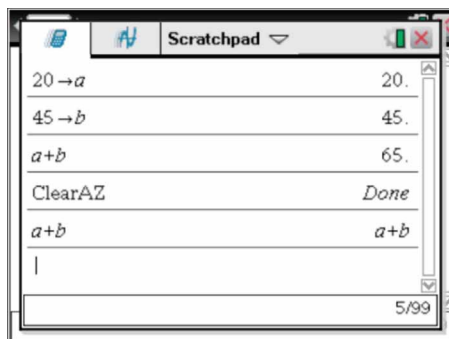 Scratchpad
20→a 20.
45→b 45.
a+b 65.
ClearAZ Done
a+b a+b
5/99